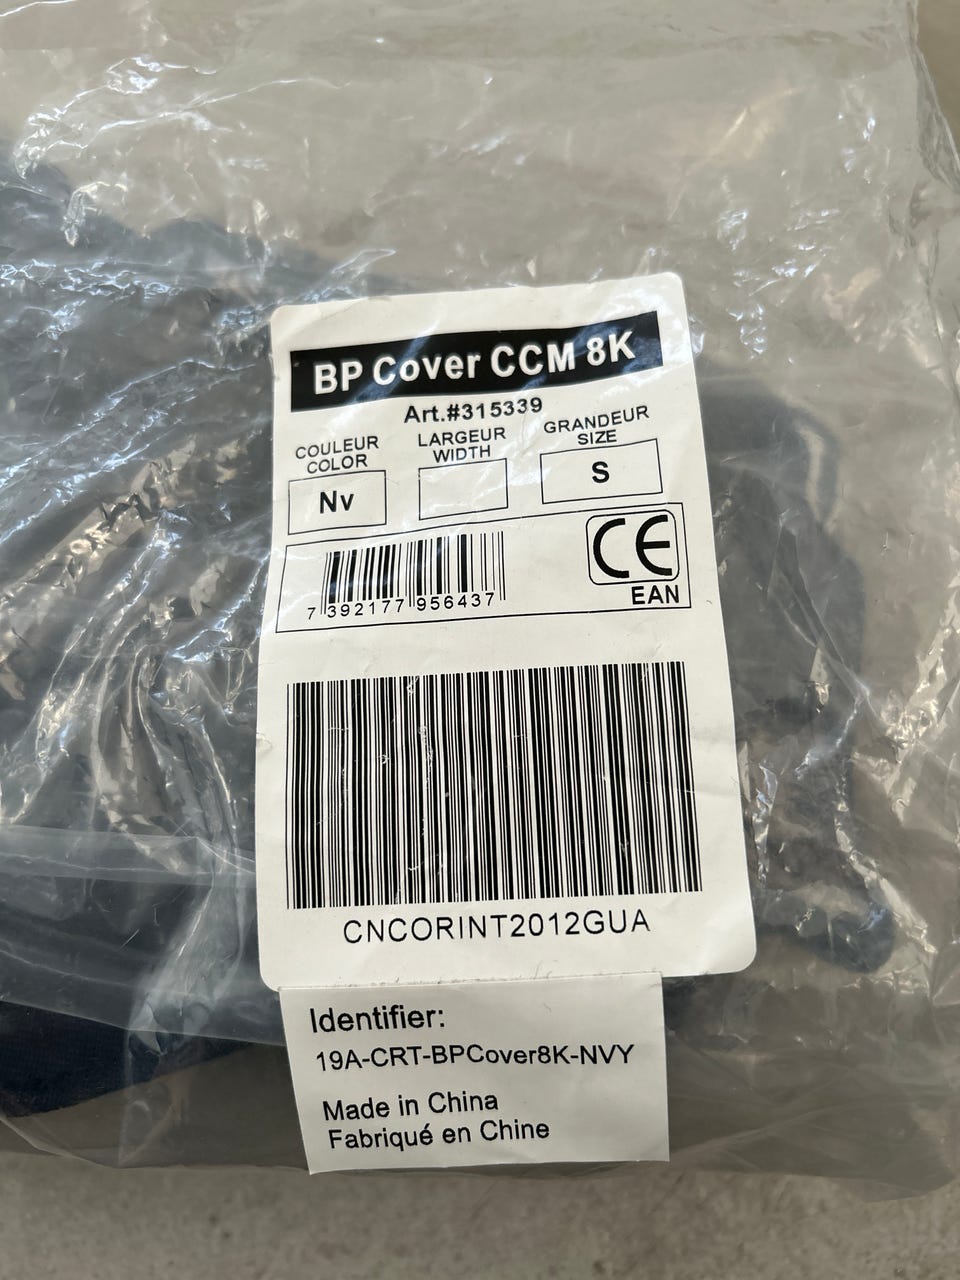 BP Cover CCM 8K
Art.#315339
COULEUR
COLOR
LARGEUR
WIDTH
GRANDEUR
SIZE
Nv
S
CE
7 392177 956437
EAN
CNCORINT2012GUA
Identifier:
19A-CRT-BPCover8K-NVY
Made in China
Fabriqué en Chine